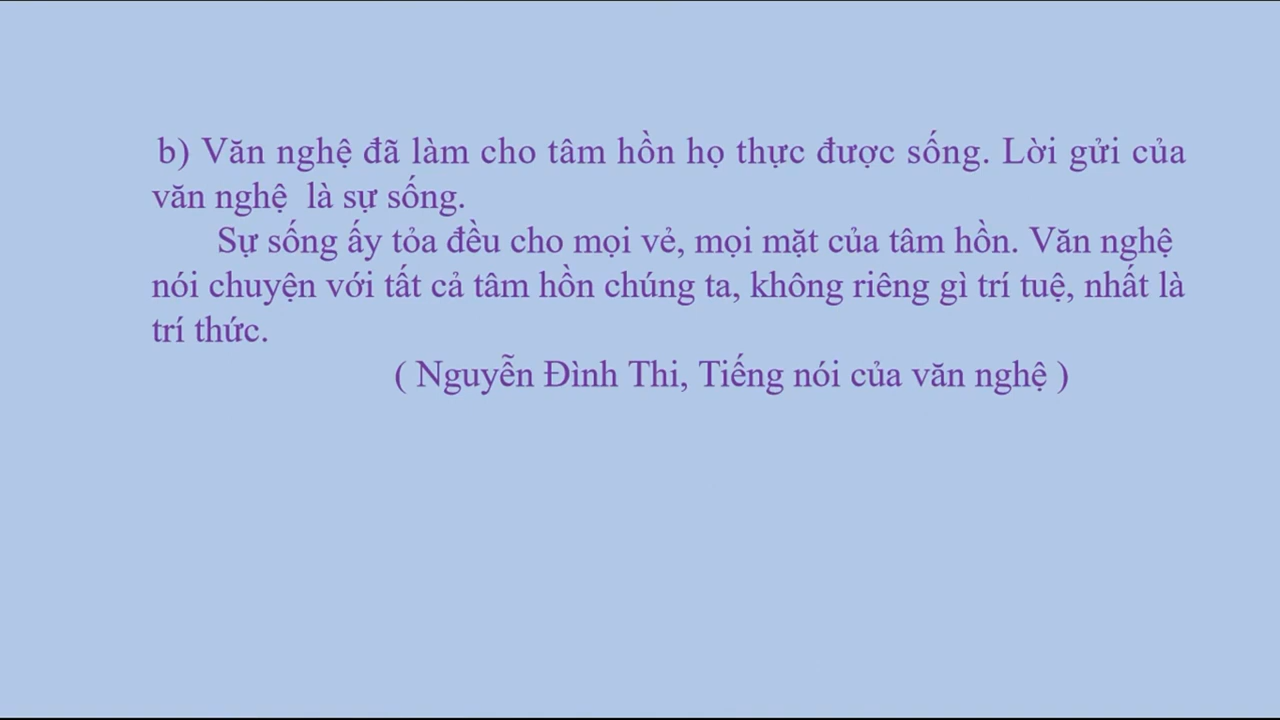 b) Văn nghệ đã làm cho tâm hồn họ thực được sống. Lời gửi của
văn nghệ là sự sống.
Sự sống ấy tỏa đều cho mọi vẻ, mọi mặt của tâm hồn. Văn nghệ
nói chuyện với tất cả tâm hồn chúng ta, không riêng gì trí tuệ, nhất là
trí thức.
( Nguyễn Đình Thi, Tiếng nói của văn nghệ )